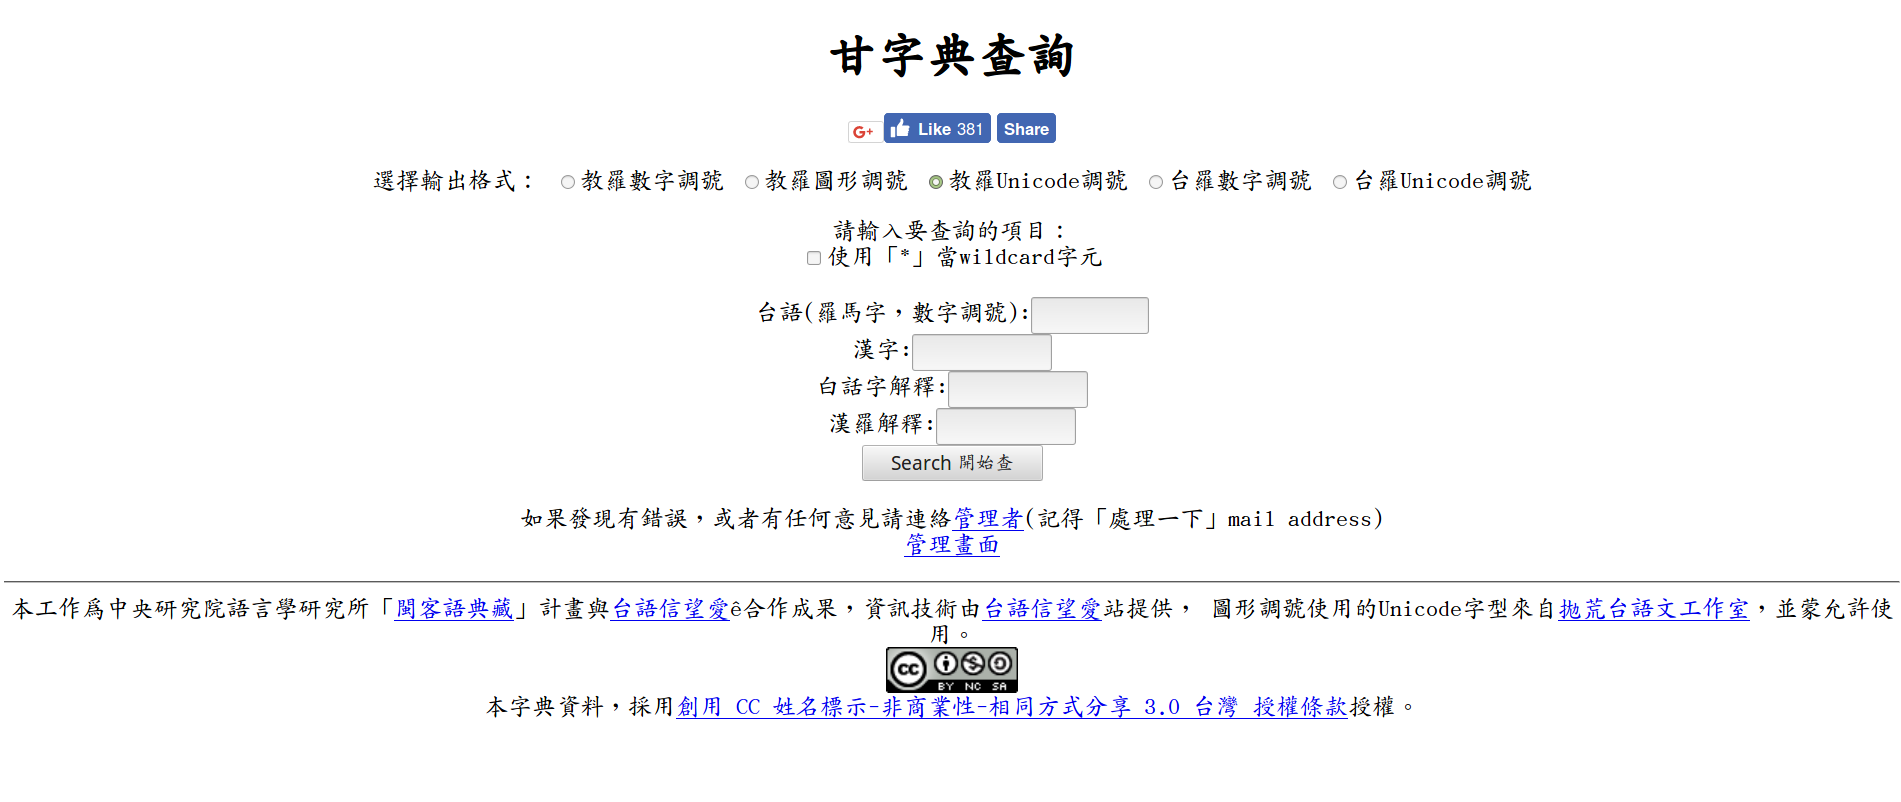 甘字典查詢
G+ Like 381 Share
選擇輸出格式： 教羅數字調號 教羅圖形調號 教羅Unicode調號 台羅數字調號 台羅Unicode調號
請輸入要查詢的項目：
使用「*」當wildcard字元
台語(羅馬字，數字調號):
漢字:
白話字解釋:
漢羅解釋:
Search 開始查
如果發現有錯誤，或者有任何意見請連絡管理者(記得「處理一下」mail address)
管理畫面
本工作爲中央研究院語言學研究所「閩客語典藏」計畫與台語信望愛ê合作成果，資訊技術由台語信望愛站提供， 圖形調號使用的Unicode字型來自拋荒台語文工作室，並蒙允許使
用。
CC BY NC SA
本字典資料，採用創用 CC 姓名標示-非商業性-相同方式分享 3.0 台灣 授權條款授權。